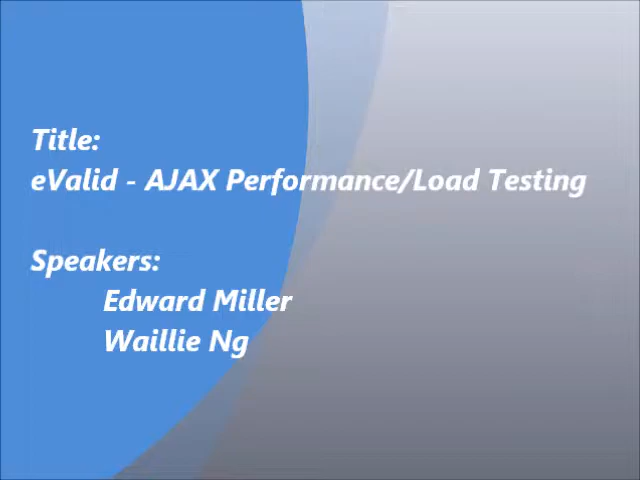 Title:
eValid - AJAX Performance/Load Testing
Speakers:
Edward Miller
Waillie Ng